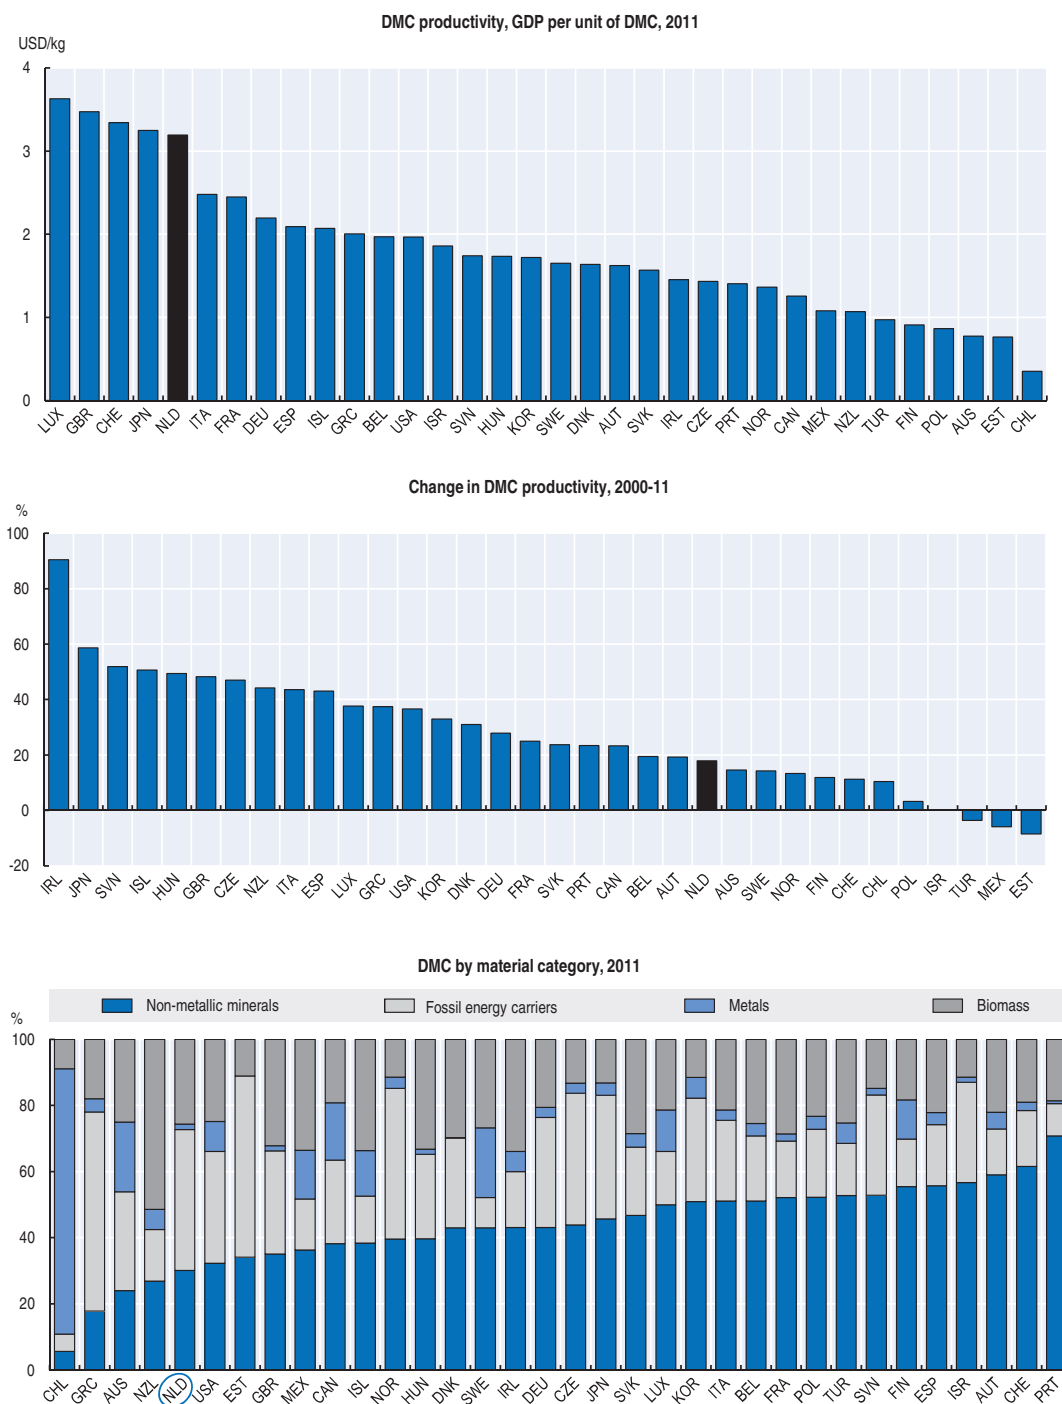 DMC productivity, GDP per unit of DMC, 2011
USD/kg
4
3
2
1
0
LUX GBR CHE JPN NLD ITA FRA DEU ESP ISL GRC BEL USA ISR SVN HUN KOR SWE DNK AUT SVK IRL CZE PRT NOR CAN MEX NZL TUR FIN POL AUS EST CHL
Change in DMC productivity, 2000-11
%
100
80
60
40
20
0
-20
IRL JPN SVN ISL HUN GBR CZE NZL ITA ESP LUX GRC USA KOR DNK DEU FRA SVK PRT CAN BEL AUT NLD AUS SWE NOR FIN CHE CHL POL ISR TUR MEX EST
DMC by material category, 2011
Non-metallic minerals Fossil energy carriers Metals Biomass
%
100
80
60
40
20
0
CHL GRC AUS NZL NLD USA EST GBR MEX CAN ISL NOR HUN DNK SWE IRL DEU CZE JPN SVK LUX KOR ITA BEL FRA POL TUR SVN FIN ESP ISR AUT CHE PRT